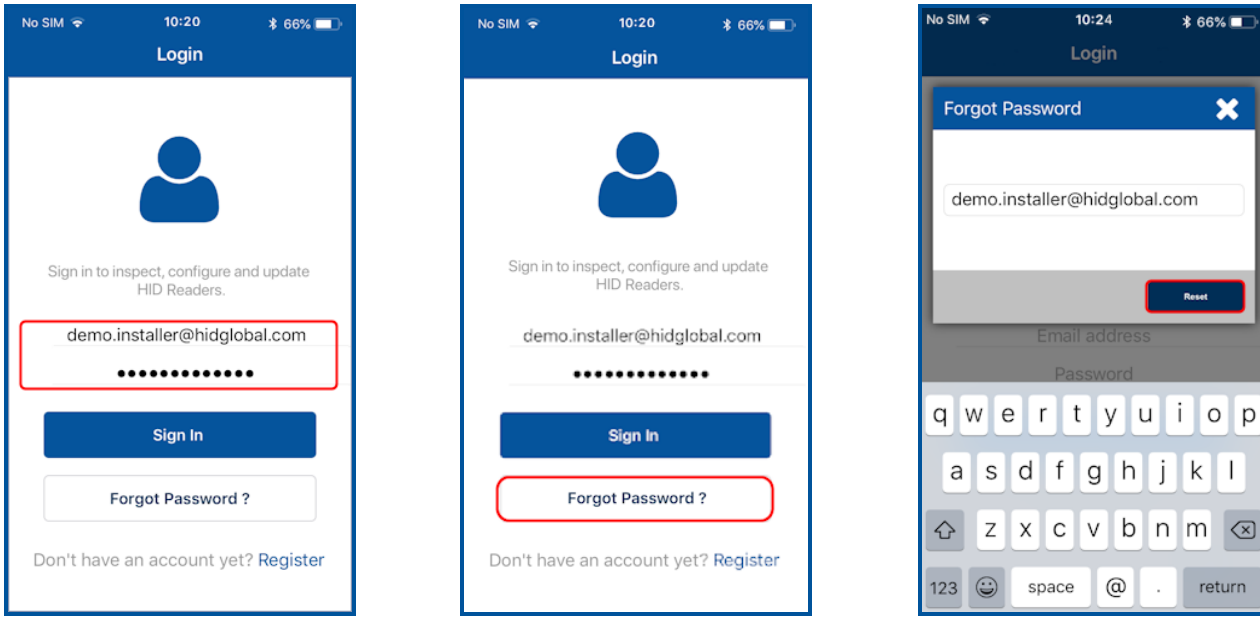 No SIM 10:20 66%
Login
Sign in to inspect, configure and update
HID Readers.
demo.installer@hidglobal.com
•••••••••••••
Sign In
Forgot Password ?
Don't have an account yet? Register
No SIM 10:20 66%
Login
Sign in to inspect, configure and update
HID Readers.
demo.installer@hidglobal.com
•••••••••••••
Sign In
Forgot Password ?
Don't have an account yet? Register
No SIM 10:24 66%
Login
Forgot Password
demo.installer@hidglobal.com
Reset
Email address
Password
q w e r t y u i o p
a s d f g h j k l
z x c v b n m
123 space @ . return